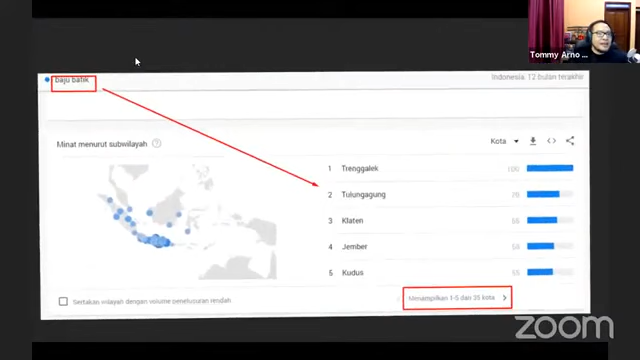 Tommy Arno ...
baju batik
Indonesia, 12 bulan terakhir
Minat menurut subwilayah
Kota
1 Trenggalek 100
2 Tulungagung
3 Klaten
4 Jember
5 Kudus
Sertakan wilayah dengan volume penelusuran rendah
Menampilkan 1-5 dari 35 kota
zoom